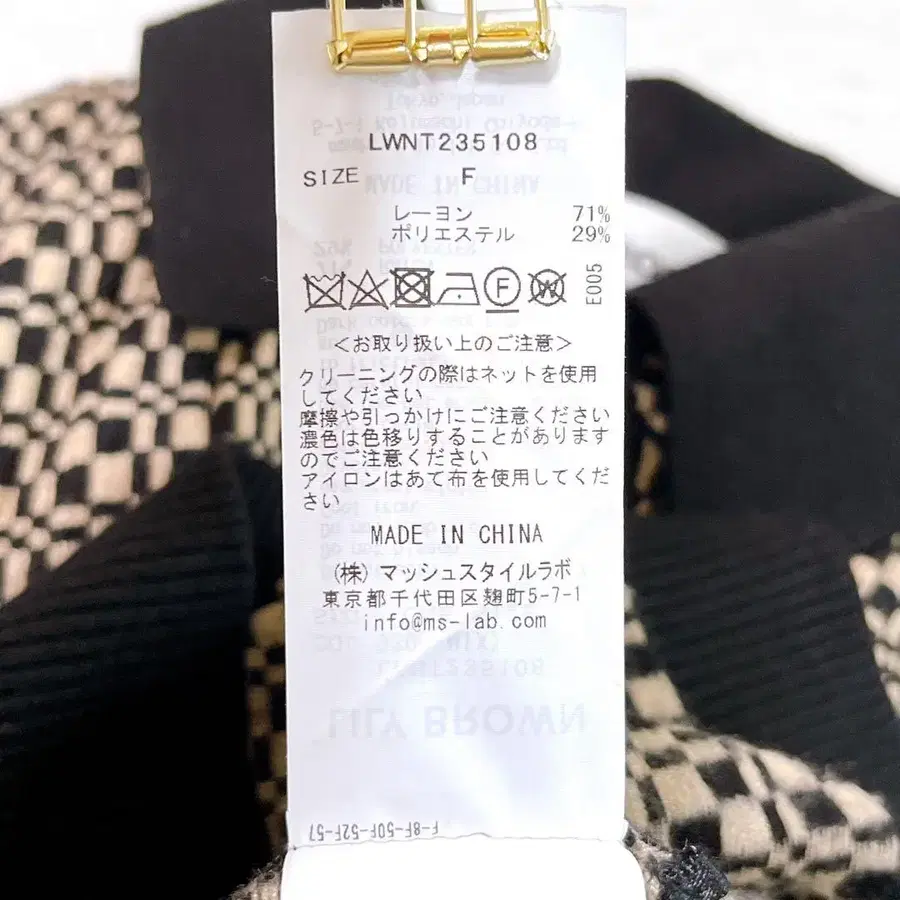 LWNT235108
SIZE F
レーヨン 71%
ポリエステル 29%
F
W
E005
<お取り扱い上のご注意>
クリーニングの際はネットを使用
してください
摩擦や引っかけにご注意ください
濃色は色移りすることがあります
のでご注意ください
アイロンはあて布を使用してくだ
さい
MADE IN CHINA
(株) マッシュスタイルラボ
東京都千代田区麹町5-7-1
info@ms-lab.com
LWNT235108
LILY BROWN
F-8F-50F-52F-57